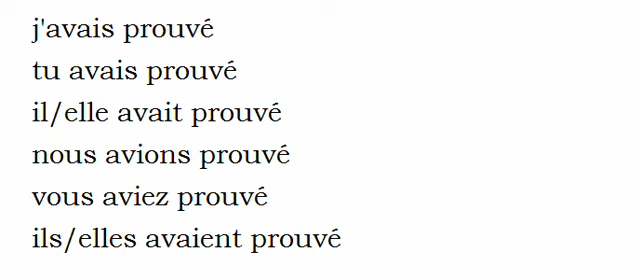 j'avais prouvé
tu avais prouvé
il/elle avait prouvé
nous avions prouvé
vous aviez prouvé
ils/elles avaient prouvé